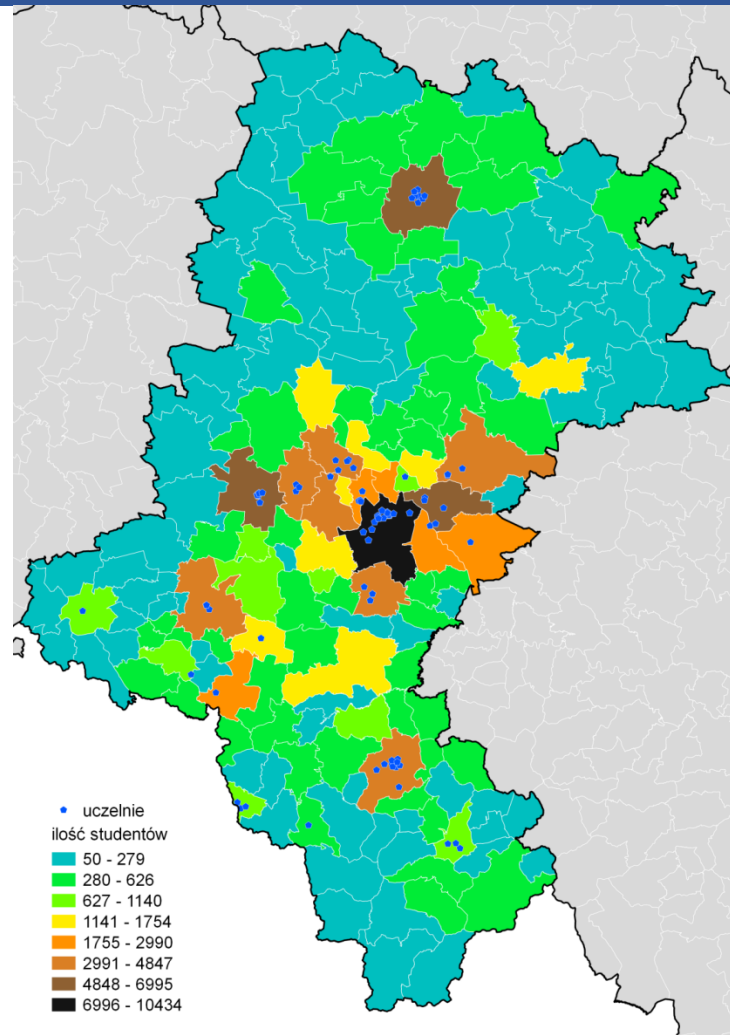 uczelnie
ilość studentów
50 - 279
280 - 626
627 - 1140
1141 - 1754
1755 - 2990
2991 - 4847
4848 - 6995
6996 - 10434